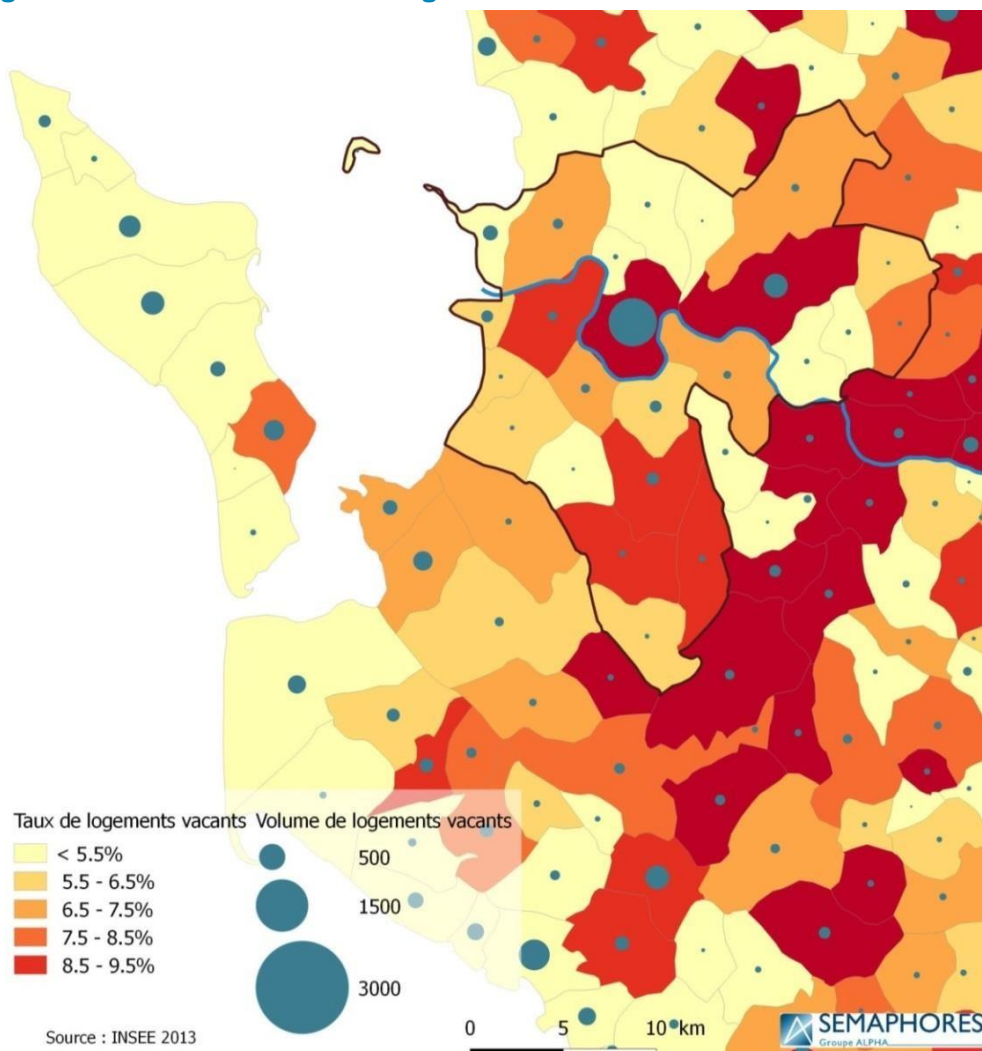 Taux de logements vacants
< 5.5%
5.5 - 6.5%
6.5 - 7.5%
7.5 - 8.5%
8.5 - 9.5%
Volume de logements vacants
500
1500
3000
Source : INSEE 2013
0 5 10 km
SEMAPHORES
Groupe ALPHA